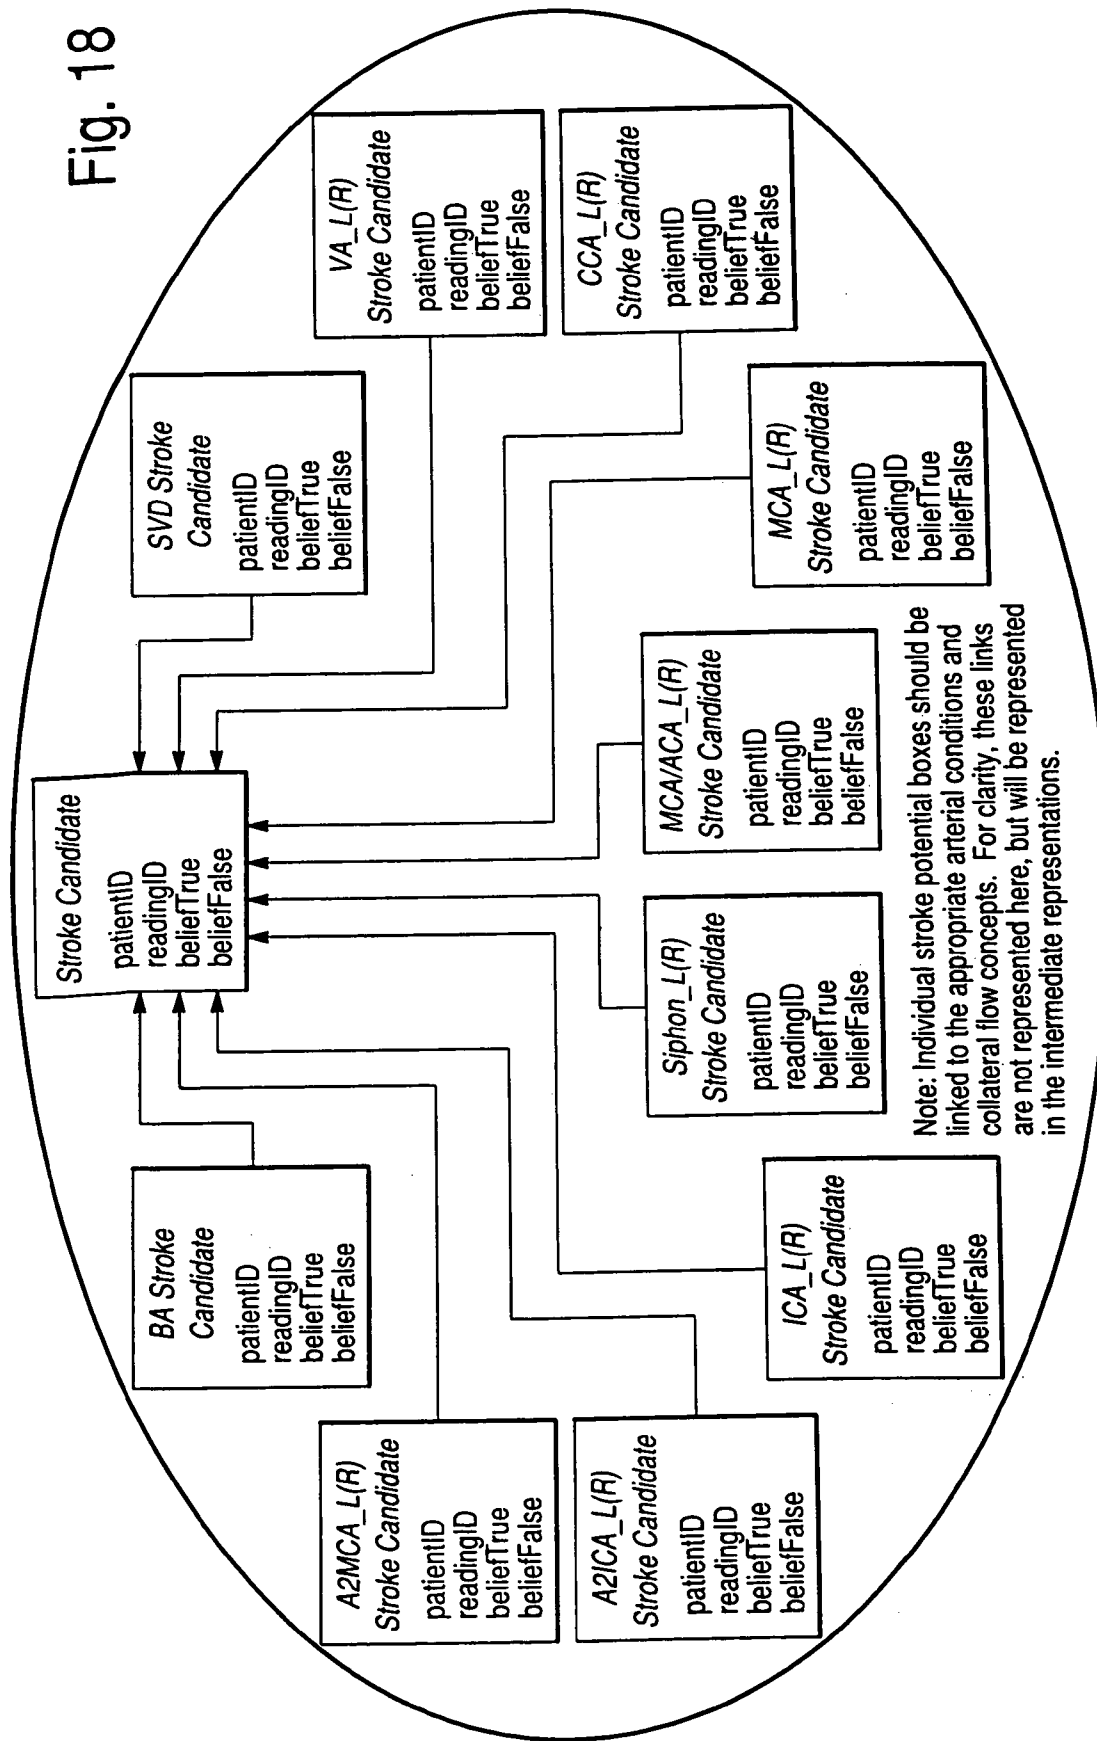 Fig. 18
Stroke Candidate
patientID
readingID
beliefTrue
beliefFalse
BA Stroke
Candidate
patientID
readingID
beliefTrue
beliefFalse
SVD Stroke
Candidate
patientID
readingID
beliefTrue
beliefFalse
A2MCA_L(R)
Stroke Candidate
patientID
readingID
beliefTrue
beliefFalse
VA_L(R)
Stroke Candidate
patientID
readingID
beliefTrue
beliefFalse
A2ICA_L(R)
Stroke Candidate
patientID
readingID
beliefTrue
beliefFalse
CCA_L(R)
Stroke Candidate
patientID
readingID
beliefTrue
beliefFalse
ICA_L(R)
Stroke Candidate
patientID
readingID
beliefTrue
beliefFalse
Siphon_L(R)
Stroke Candidate
patientID
readingID
beliefTrue
beliefFalse
MCA/ACA_L(R)
Stroke Candidate
patientID
readingID
beliefTrue
beliefFalse
MCA_L(R)
Stroke Candidate
patientID
readingID
beliefTrue
beliefFalse
Note: Individual stroke potential boxes should be
linked to the appropriate arterial conditions and
collateral flow concepts. For clarity, these links
are not represented here, but will be represented
in the intermediate representations.